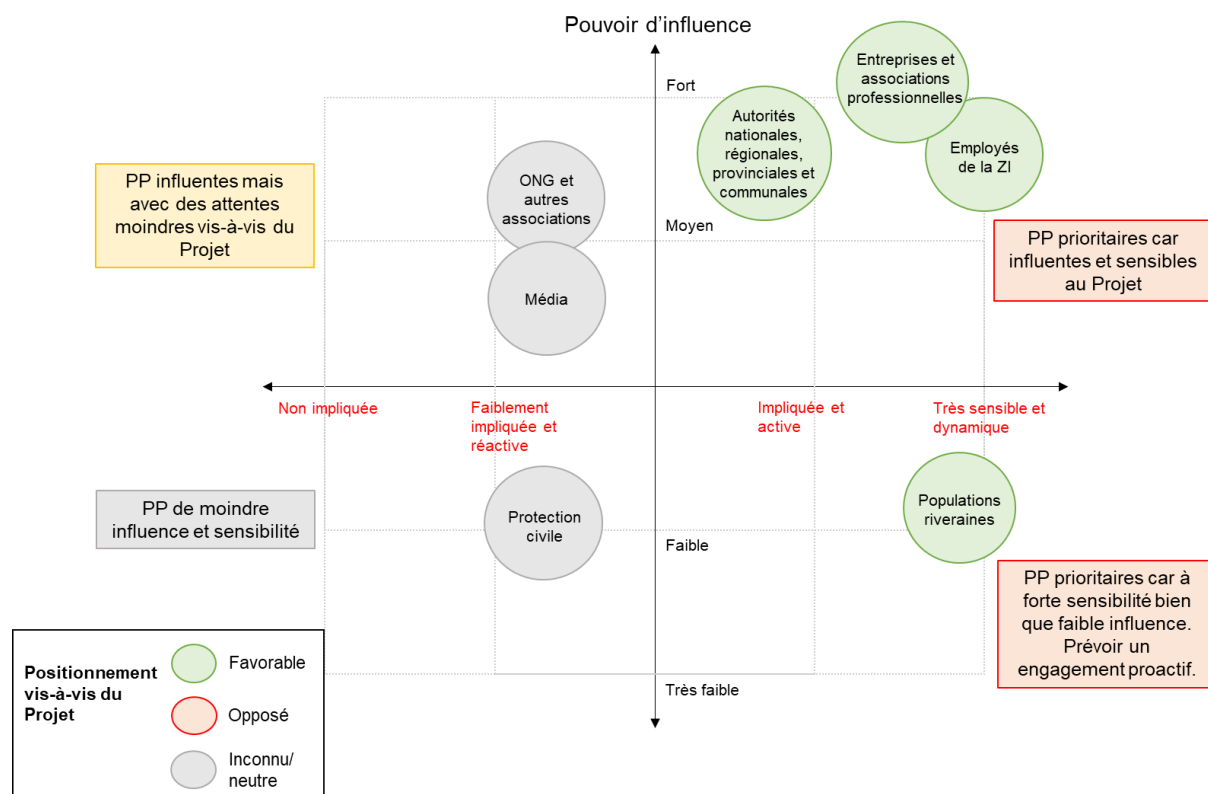 Pouvoir d’influence
Fort
Entreprises et
associations
professionnelles
Autorités
nationales,
régionales,
provinciales et
communales
Employés
de la ZI
ONG et
autres
associations
PP influentes mais
avec des attentes
moindres vis-à-vis du
Projet
Moyen
PP prioritaires car
influentes et sensibles
au Projet
Média
Non impliquée
Faiblement
impliquée et
réactive
Impliquée et
active
Très sensible et
dynamique
PP de moindre
influence et sensibilité
Protection
civile
Faible
Populations
riveraines
PP prioritaires car à
forte sensibilité bien
que faible influence.
Prévoir un
engagement proactif.
Très faible
Positionnement
vis-à-vis du
Projet
Favorable
Opposé
Inconnu/
neutre